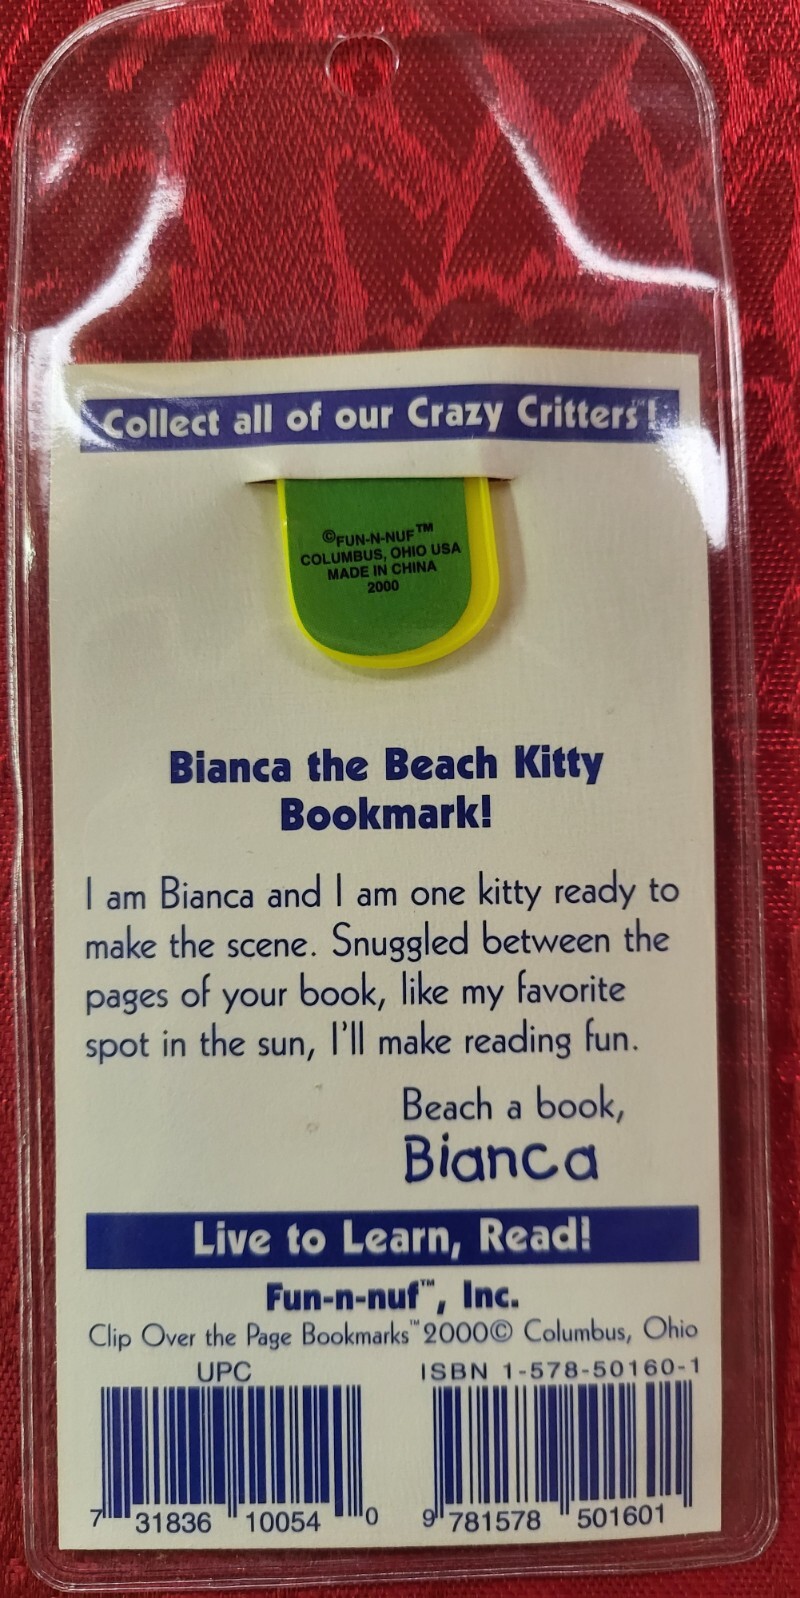 Collect all of our Crazy Critters™!
©FUN-N-NUF™
COLUMBUS, OHIO USA
MADE IN CHINA
2000
Bianca the Beach Kitty
Bookmark!
I am Bianca and I am one kitty ready to
make the scene. Snuggled between the
pages of your book, like my favorite
spot in the sun, I'll make reading fun.
Beach a book,
Bianca
Live to Learn, Read!
Fun-n-nuf™, Inc.
Clip Over the Page Bookmarks™ 2000© Columbus, Ohio
UPC
7 31836 10054 0
ISBN 1-578-50160-1
9 781578 501601